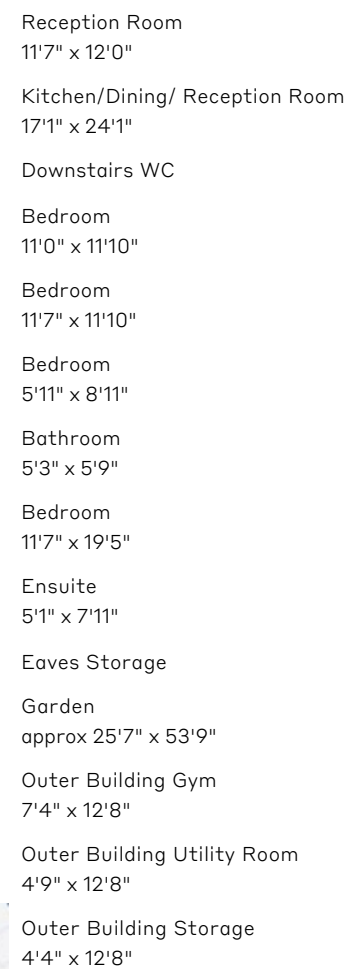 Reception Room
11'7" x 12'0"
Kitchen/Dining/ Reception Room
17'1" x 24'1"
Downstairs WC
Bedroom
11'0" x 11'10"
Bedroom
11'7" x 11'10"
Bedroom
5'11" x 8'11"
Bathroom
5'3" x 5'9"
Bedroom
11'7" x 19'5"
Ensuite
5'1" x 7'11"
Eaves Storage
Garden
approx 25'7" x 53'9"
Outer Building Gym
7'4" x 12'8"
Outer Building Utility Room
4'9" x 12'8"
Outer Building Storage
4'4" x 12'8"